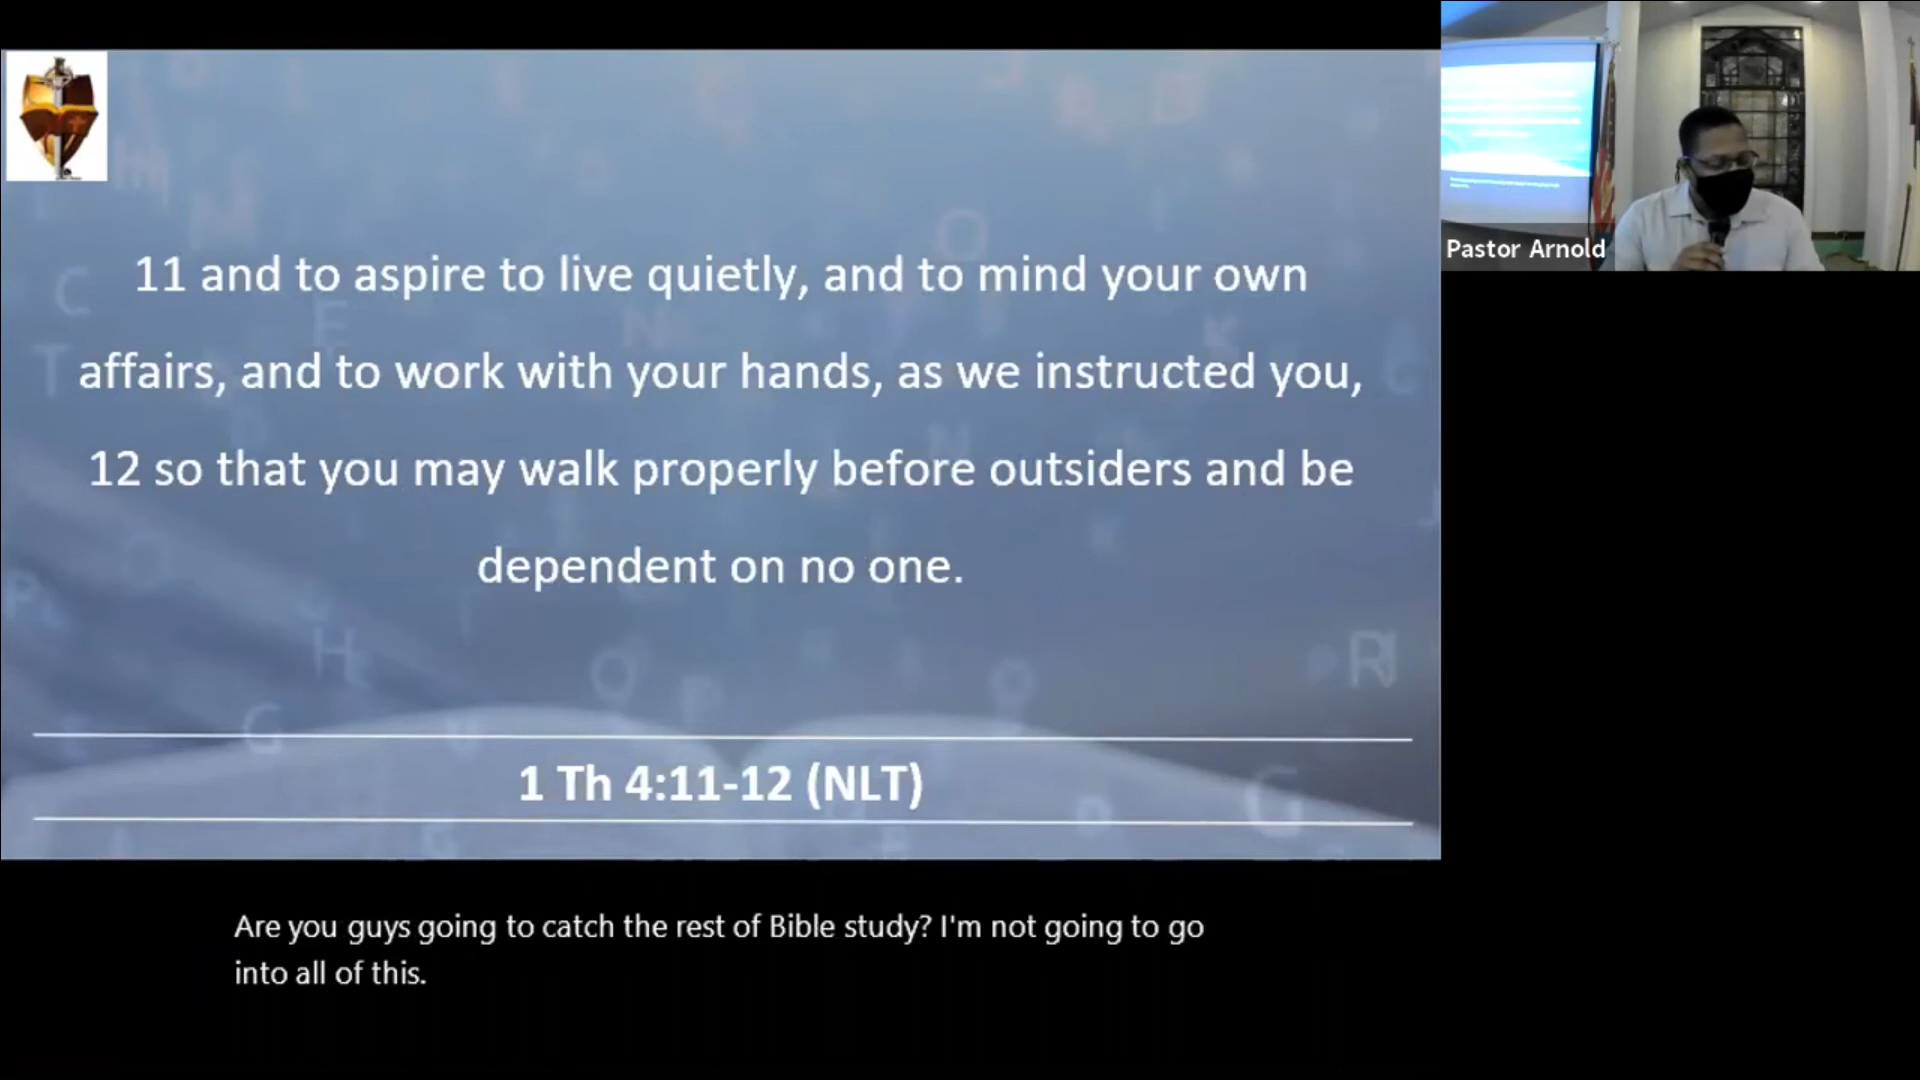 11 and to aspire to live quietly, and to mind your own
affairs, and to work with your hands, as we instructed you,
12 so that you may walk properly before outsiders and be
dependent on no one.
1 Th 4:11-12 (NLT)
Pastor Arnold
Are you guys going to catch the rest of Bible study? I'm not going to go
into all of this.